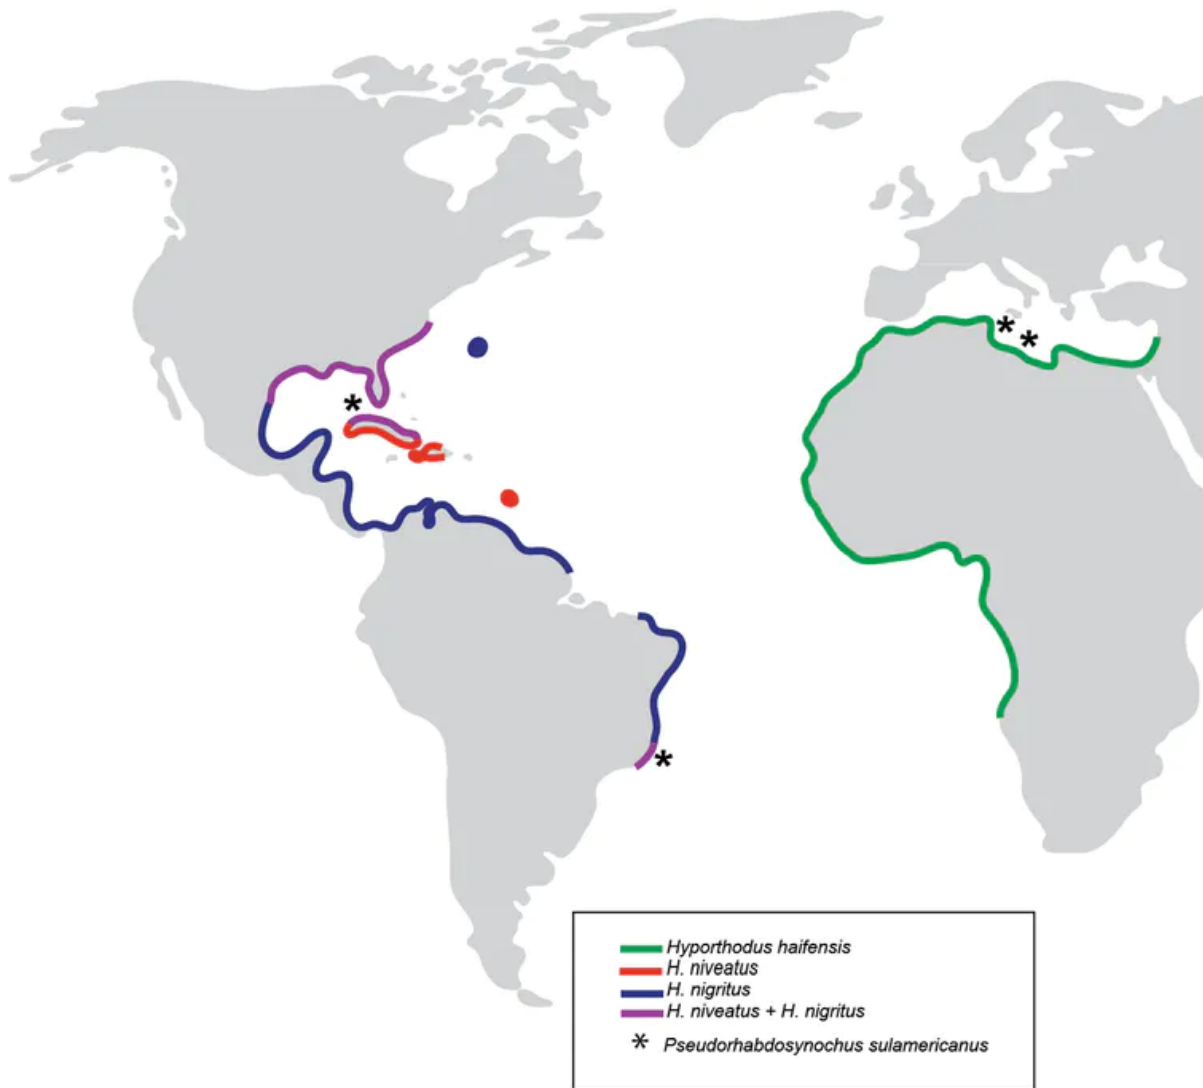 Hyporthodus haifensis
H. niveatus
H. nigritus
H. niveatus + H. nigritus
* Pseudorhabdosynochus sulamericanus